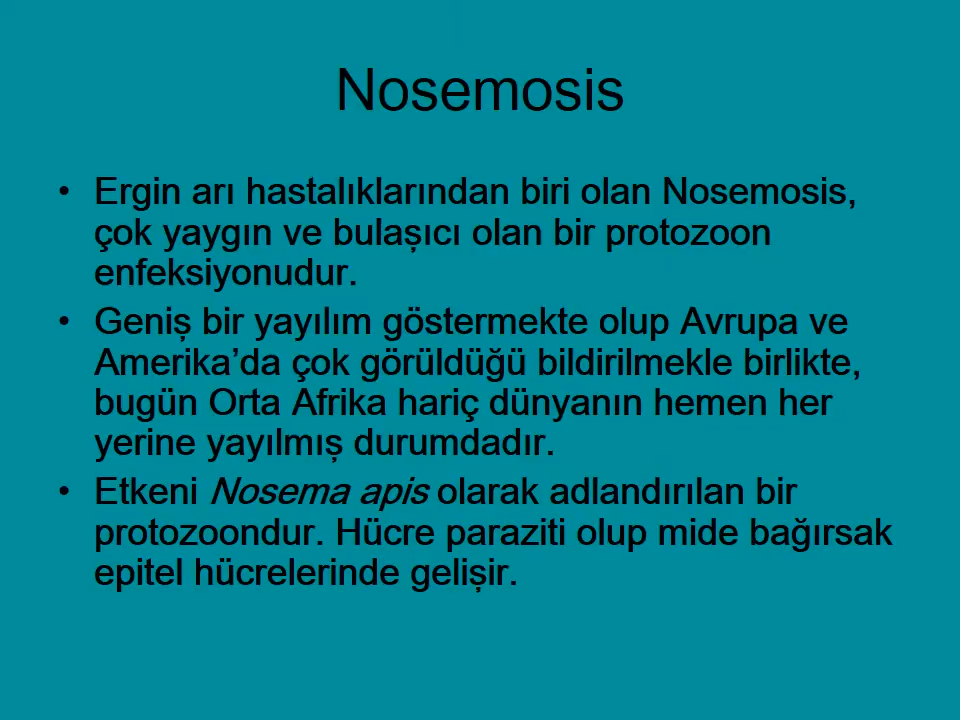 Nosemosis
• Ergin arı hastalıklarından biri olan Nosemosis,
çok yaygın ve bulaşıcı olan bir protozoon
enfeksiyonudur.
• Geniş bir yayılım göstermekte olup Avrupa ve
Amerika’da çok görüldüğü bildirilmekle birlikte,
bugün Orta Afrika hariç dünyanın hemen her
yerine yayılmış durumdadır.
• Etkeni Nosema apis olarak adlandırılan bir
protozoondur. Hücre paraziti olup mide bağırsak
epitel hücrelerinde gelişir.